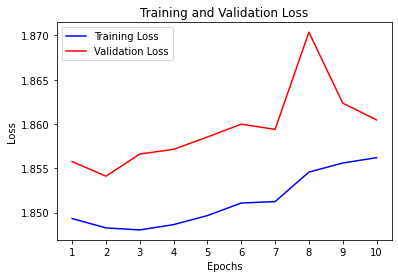 Training and Validation Loss
Training Loss
Validation Loss
1.870
1.865
1.860
1.855
1.850
Loss
1 2 3 4 5 6 7 8 9 10
Epochs